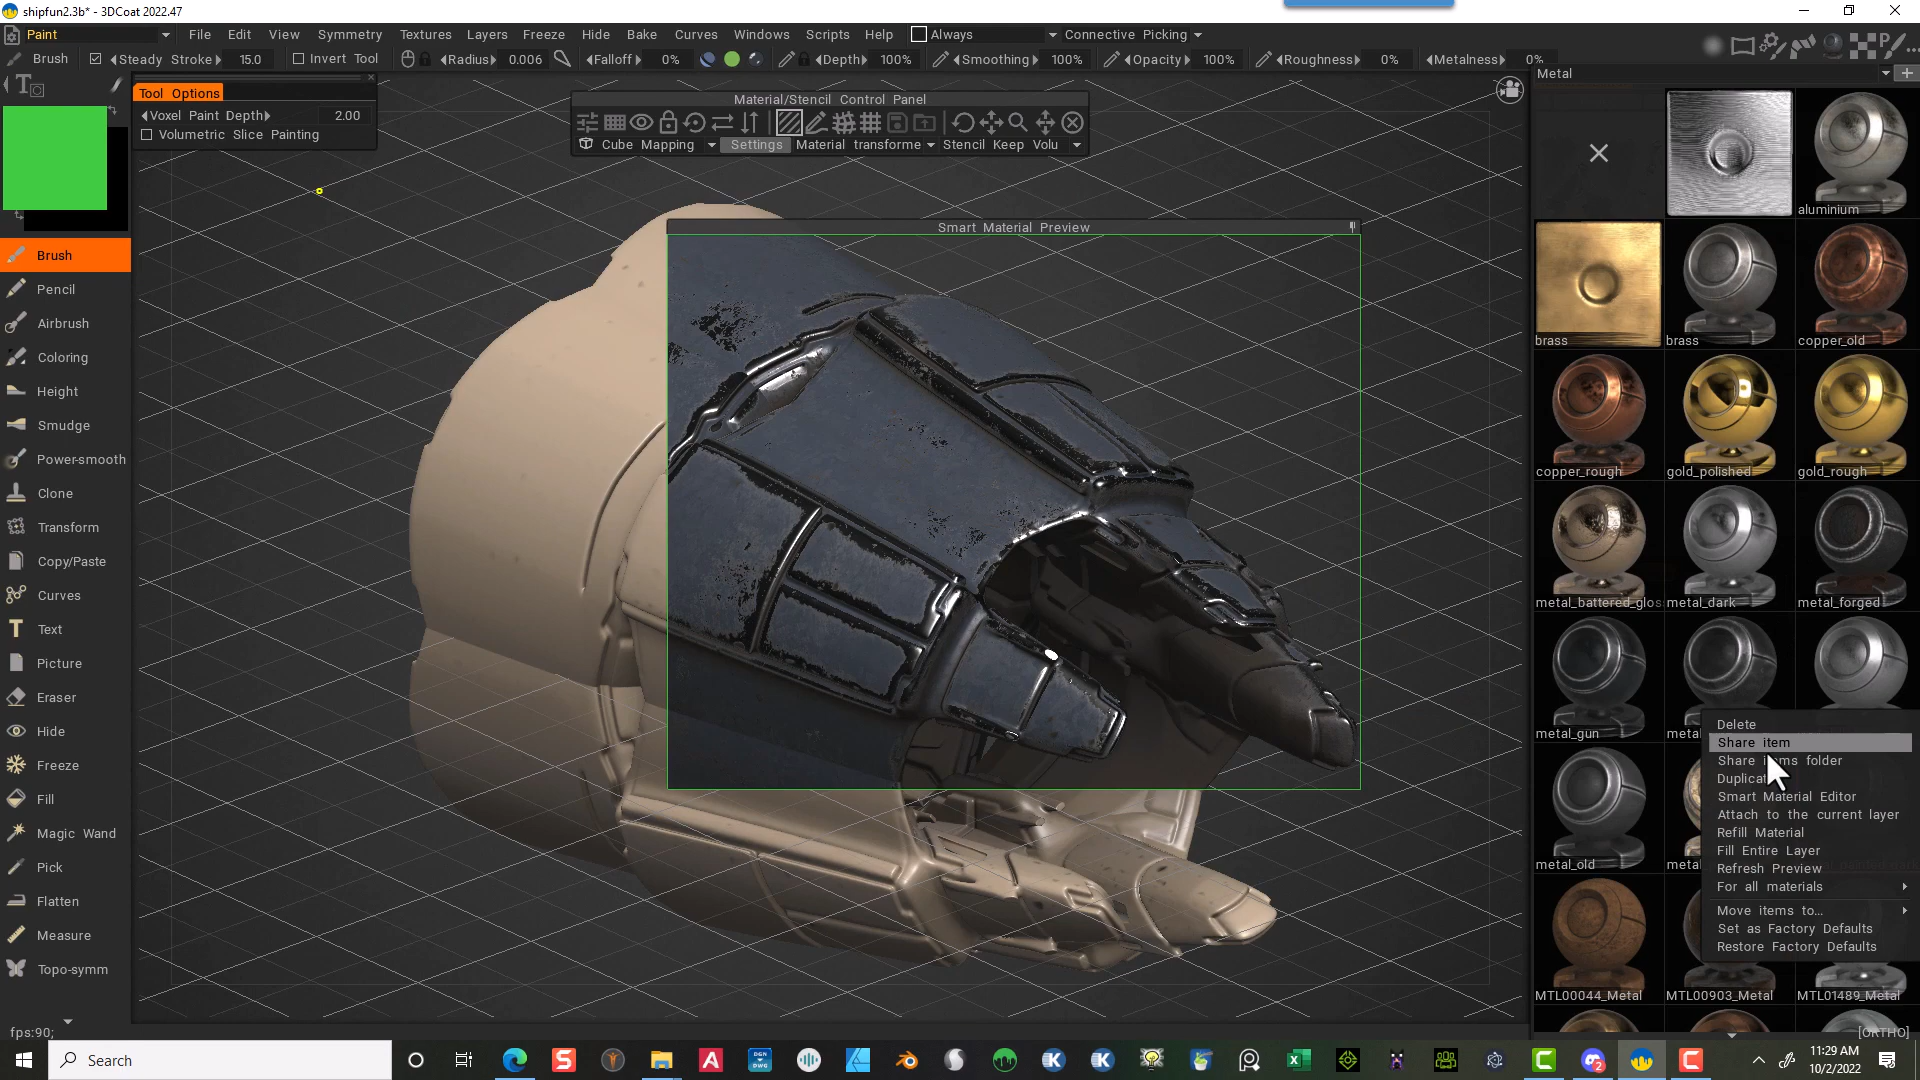 shipfun2.3b* - 3DCoat 2022.47
Paint File Edit View Symmetry Textures Layers Freeze Hide Bake Curves Windows Scripts Help Always Connective Picking
Brush Steady Stroke 15.0 Invert Tool Radius 0.006 Falloff 0% Depth 100% Smoothing 100% Opacity 100% Roughness 0% Metalness 0%
Metal
Tool Options
Voxel Paint Depth 2.00
Volumetric Slice Painting
Material/Stencil Control Panel
Cube Mapping Settings Material transforme Stencil Keep Volu
Smart Material Preview
Brush
Pencil
Airbrush
Coloring
Height
Smudge
Power-smooth
Clone
Transform
Copy/Paste
Curves
Text
Picture
Eraser
Hide
Freeze
Fill
Magic Wand
Pick
Flatten
Measure
Topo-symm
fps:90;
aluminium
brass brass copper_old
copper_rough gold_polished gold_rough
metal_battered_glos metal_dark metal_forged
metal_gun metal
metal_old metal
MTL00044_Metal MTL00903_Metal MTL01489_Metal
Delete
Share item
Share items folder
Duplicat
Smart Material Editor
Attach to the current layer
Refill Material
Fill Entire Layer
Refresh Preview
For all materials
Move items to...
Set as Factory Defaults
Restore Factory Defaults
[ORTHO]
Search
11:29 AM
10/2/2022